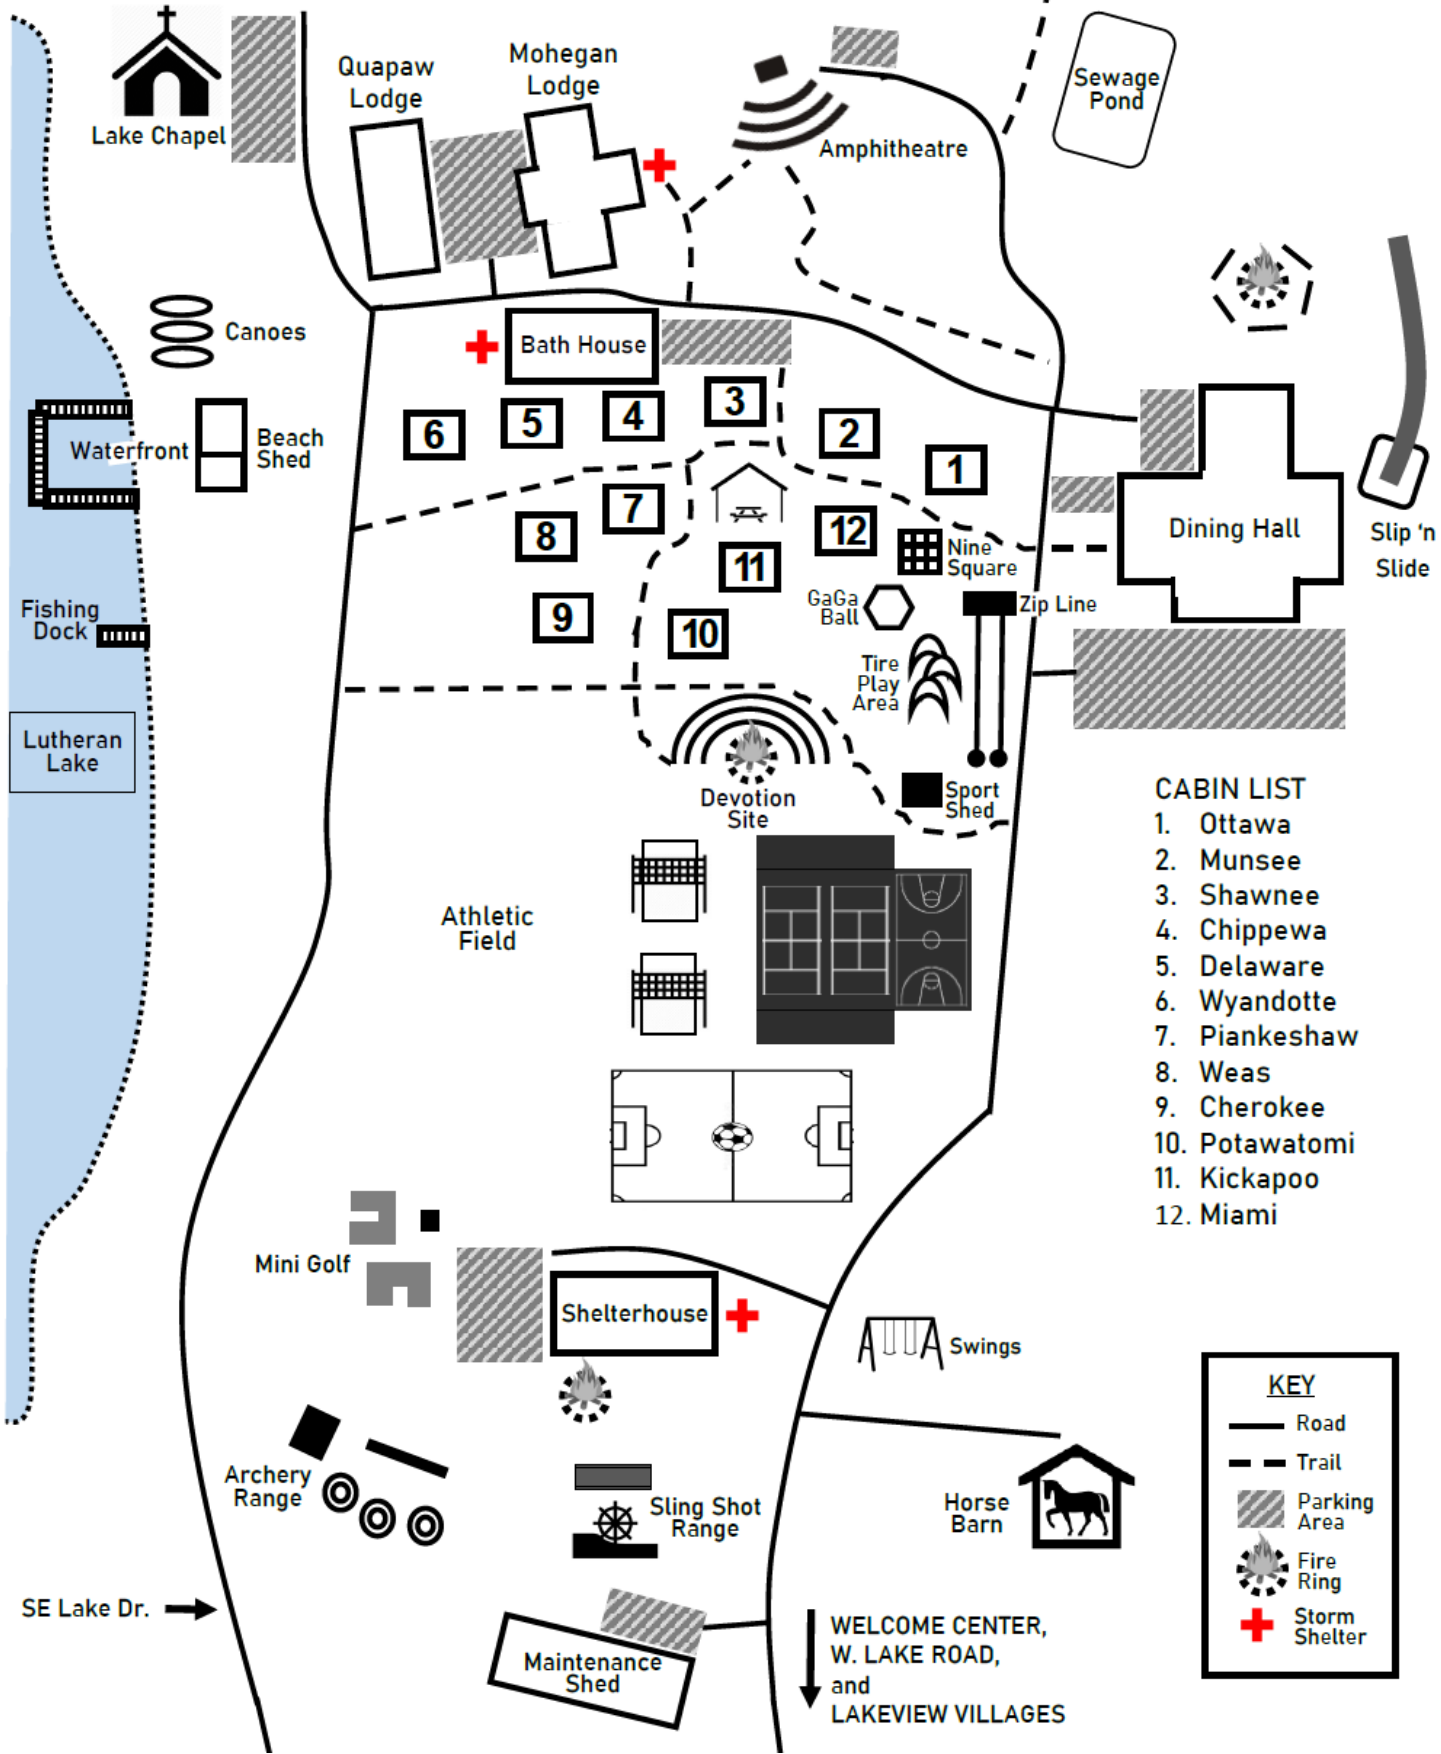 Lake Chapel
Quapaw
Lodge
Mohegan
Lodge
Amphitheatre
Sewage
Pond
Canoes
Bath House
Waterfront
Beach
Shed
6
5
4
3
2
1
7
8
12
11
9
10
Nine
Square
GaGa
Ball
Zip Line
Tire
Play
Area
Dining Hall
Slip ‘n
Slide
Fishing
Dock
Lutheran
Lake
Devotion
Site
Sport
Shed
Athletic
Field
CABIN LIST
1. Ottawa
2. Munsee
3. Shawnee
4. Chippewa
5. Delaware
6. Wyandotte
7. Piankeshaw
8. Weas
9. Cherokee
10. Potawatomi
11. Kickapoo
12. Miami
Mini Golf
Shelterhouse
Swings
Archery
Range
Sling Shot
Range
Horse
Barn
SE Lake Dr.
Maintenance
Shed
WELCOME CENTER,
W. LAKE ROAD,
and
LAKEVIEW VILLAGES
KEY
Road
Trail
Parking
Area
Fire
Ring
Storm
Shelter